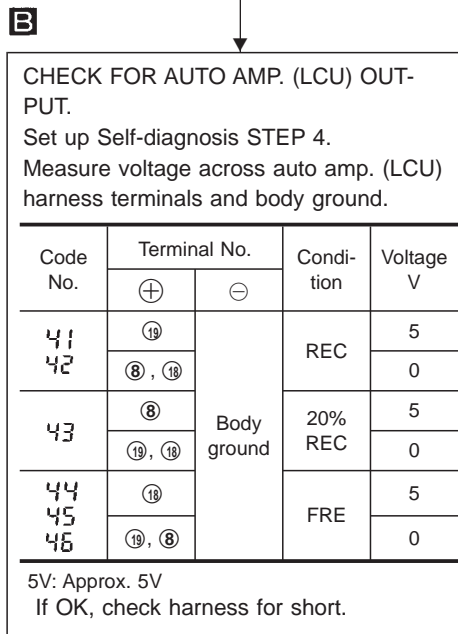 B
CHECK FOR AUTO AMP. (LCU) OUT-
PUT.
Set up Self-diagnosis STEP 4.
Measure voltage across auto amp. (LCU)
harness terminals and body ground.
Code No. Terminal No. Condi-tion Voltage V
⊕ ⊖
41 42 ⑲ Body ground REC 5
⑧, ⑱ 0
43 ⑧ 20% REC 5
⑲, ⑱ 0
44 45 46 ⑱ FRE 5
⑲, ⑧ 0
5V: Approx. 5V
If OK, check harness for short.